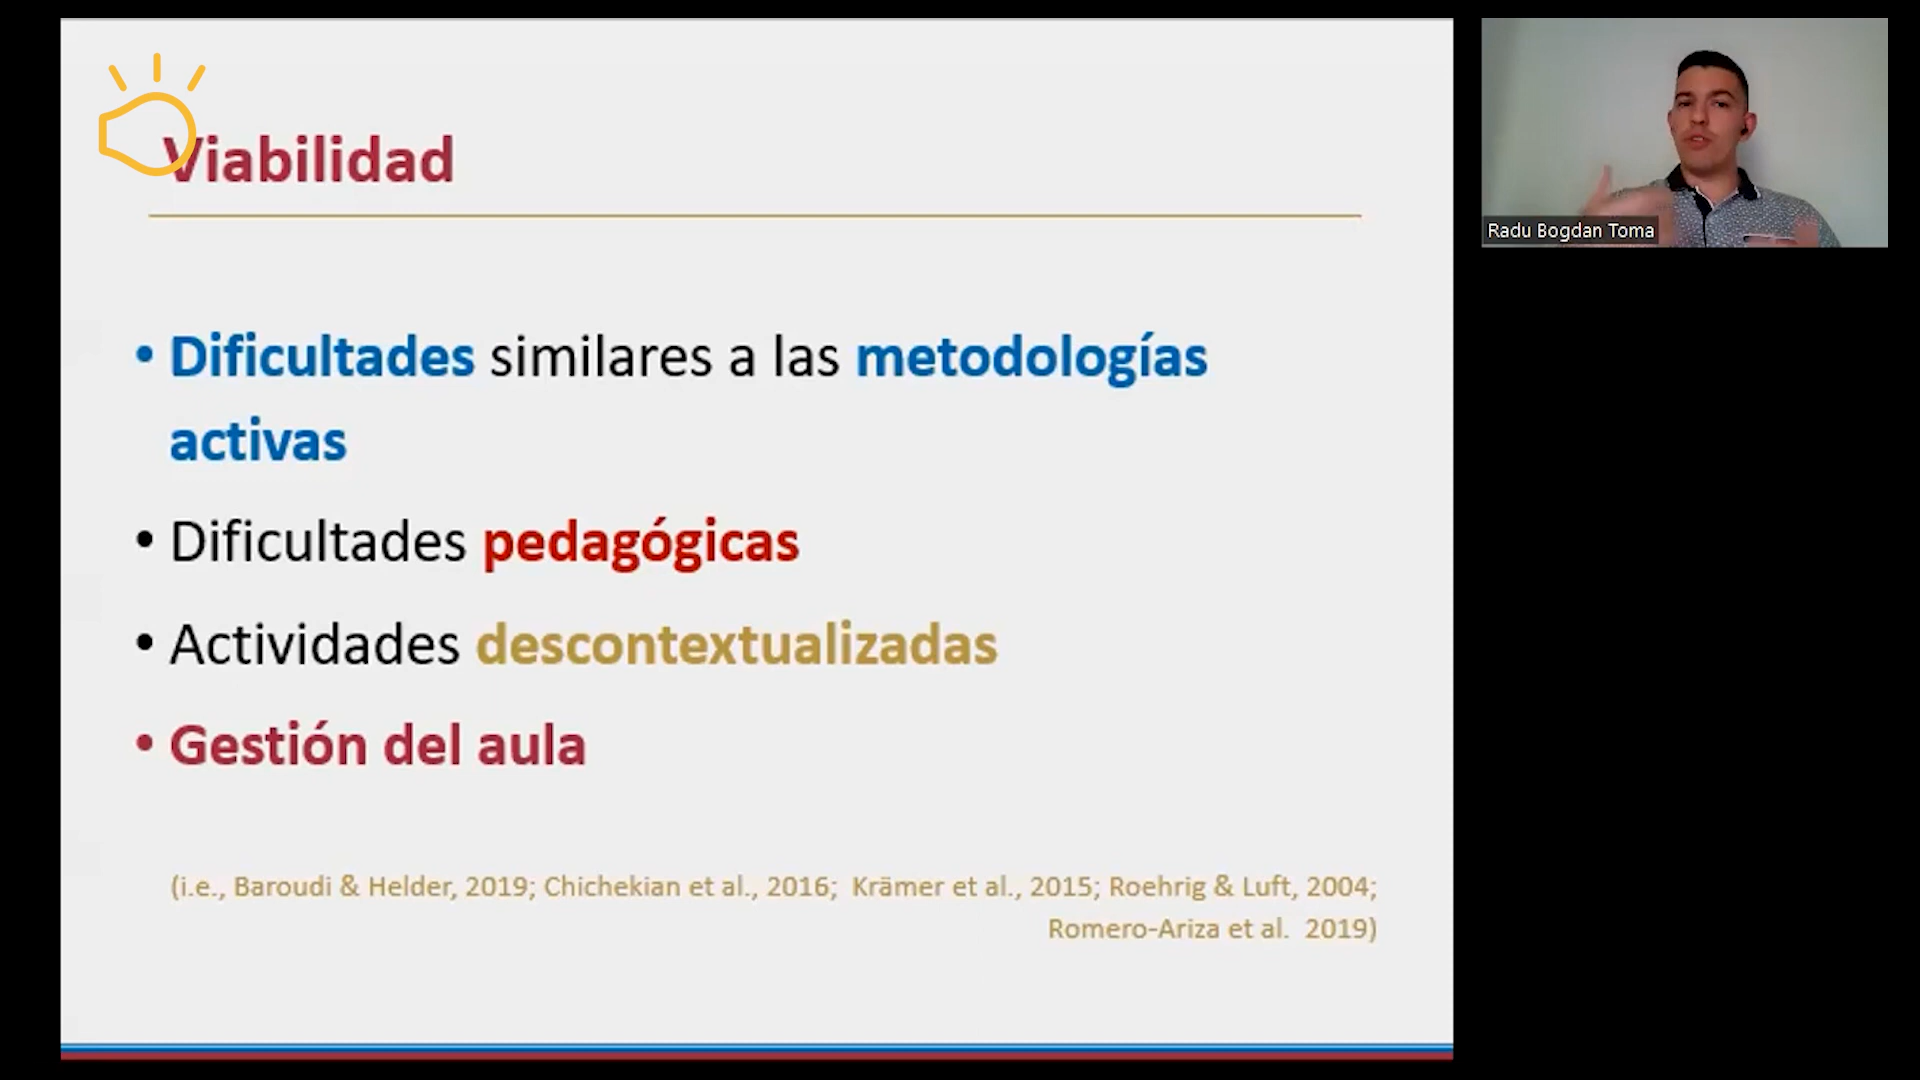 Viabilidad
• Dificultades similares a las metodologías
activas
• Dificultades pedagógicas
• Actividades descontextualizadas
• Gestión del aula
(i.e., Baroudi & Helder, 2019; Chichekian et al., 2016; Krämer et al., 2015; Roehrig & Luft, 2004;
Romero-Ariza et al. 2019)
Radu Bogdan Toma